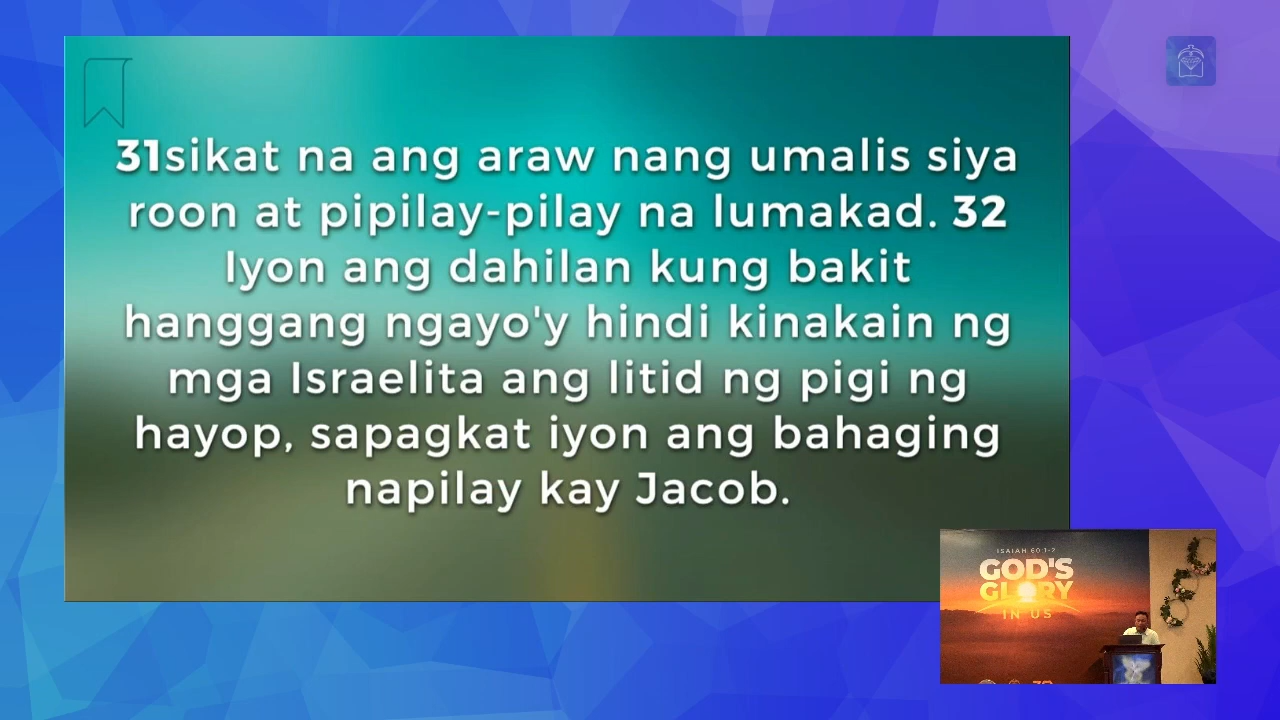 31sikat na ang araw nang umalis siya
roon at pipilay-pilay na lumakad. 32
Iyon ang dahilan kung bakit
hanggang ngayo'y hindi kinakain ng
mga Israelita ang litid ng pigi ng
hayop, sapagkat iyon ang bahaging
napilay kay Jacob.
ISAIAH 60:1-2
GOD'S
GLORY
IN US